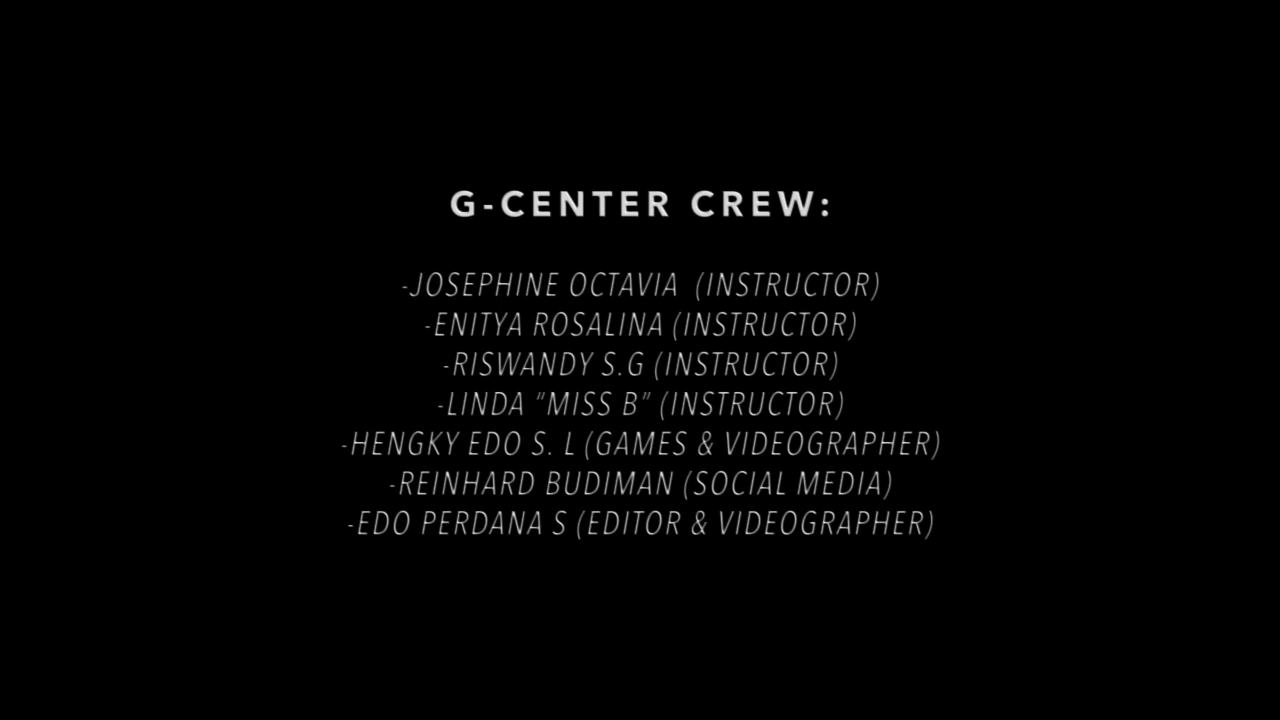 G-CENTER CREW:
-JOSEPHINE OCTAVIA (INSTRUCTOR)
-ENITYA ROSALINA (INSTRUCTOR)
-RISWANDY S.G (INSTRUCTOR)
-LINDA “MISS B” (INSTRUCTOR)
-HENGKY EDO S. L (GAMES & VIDEOGRAPHER)
-REINHARD BUDIMAN (SOCIAL MEDIA)
-EDO PERDANA S (EDITOR & VIDEOGRAPHER)